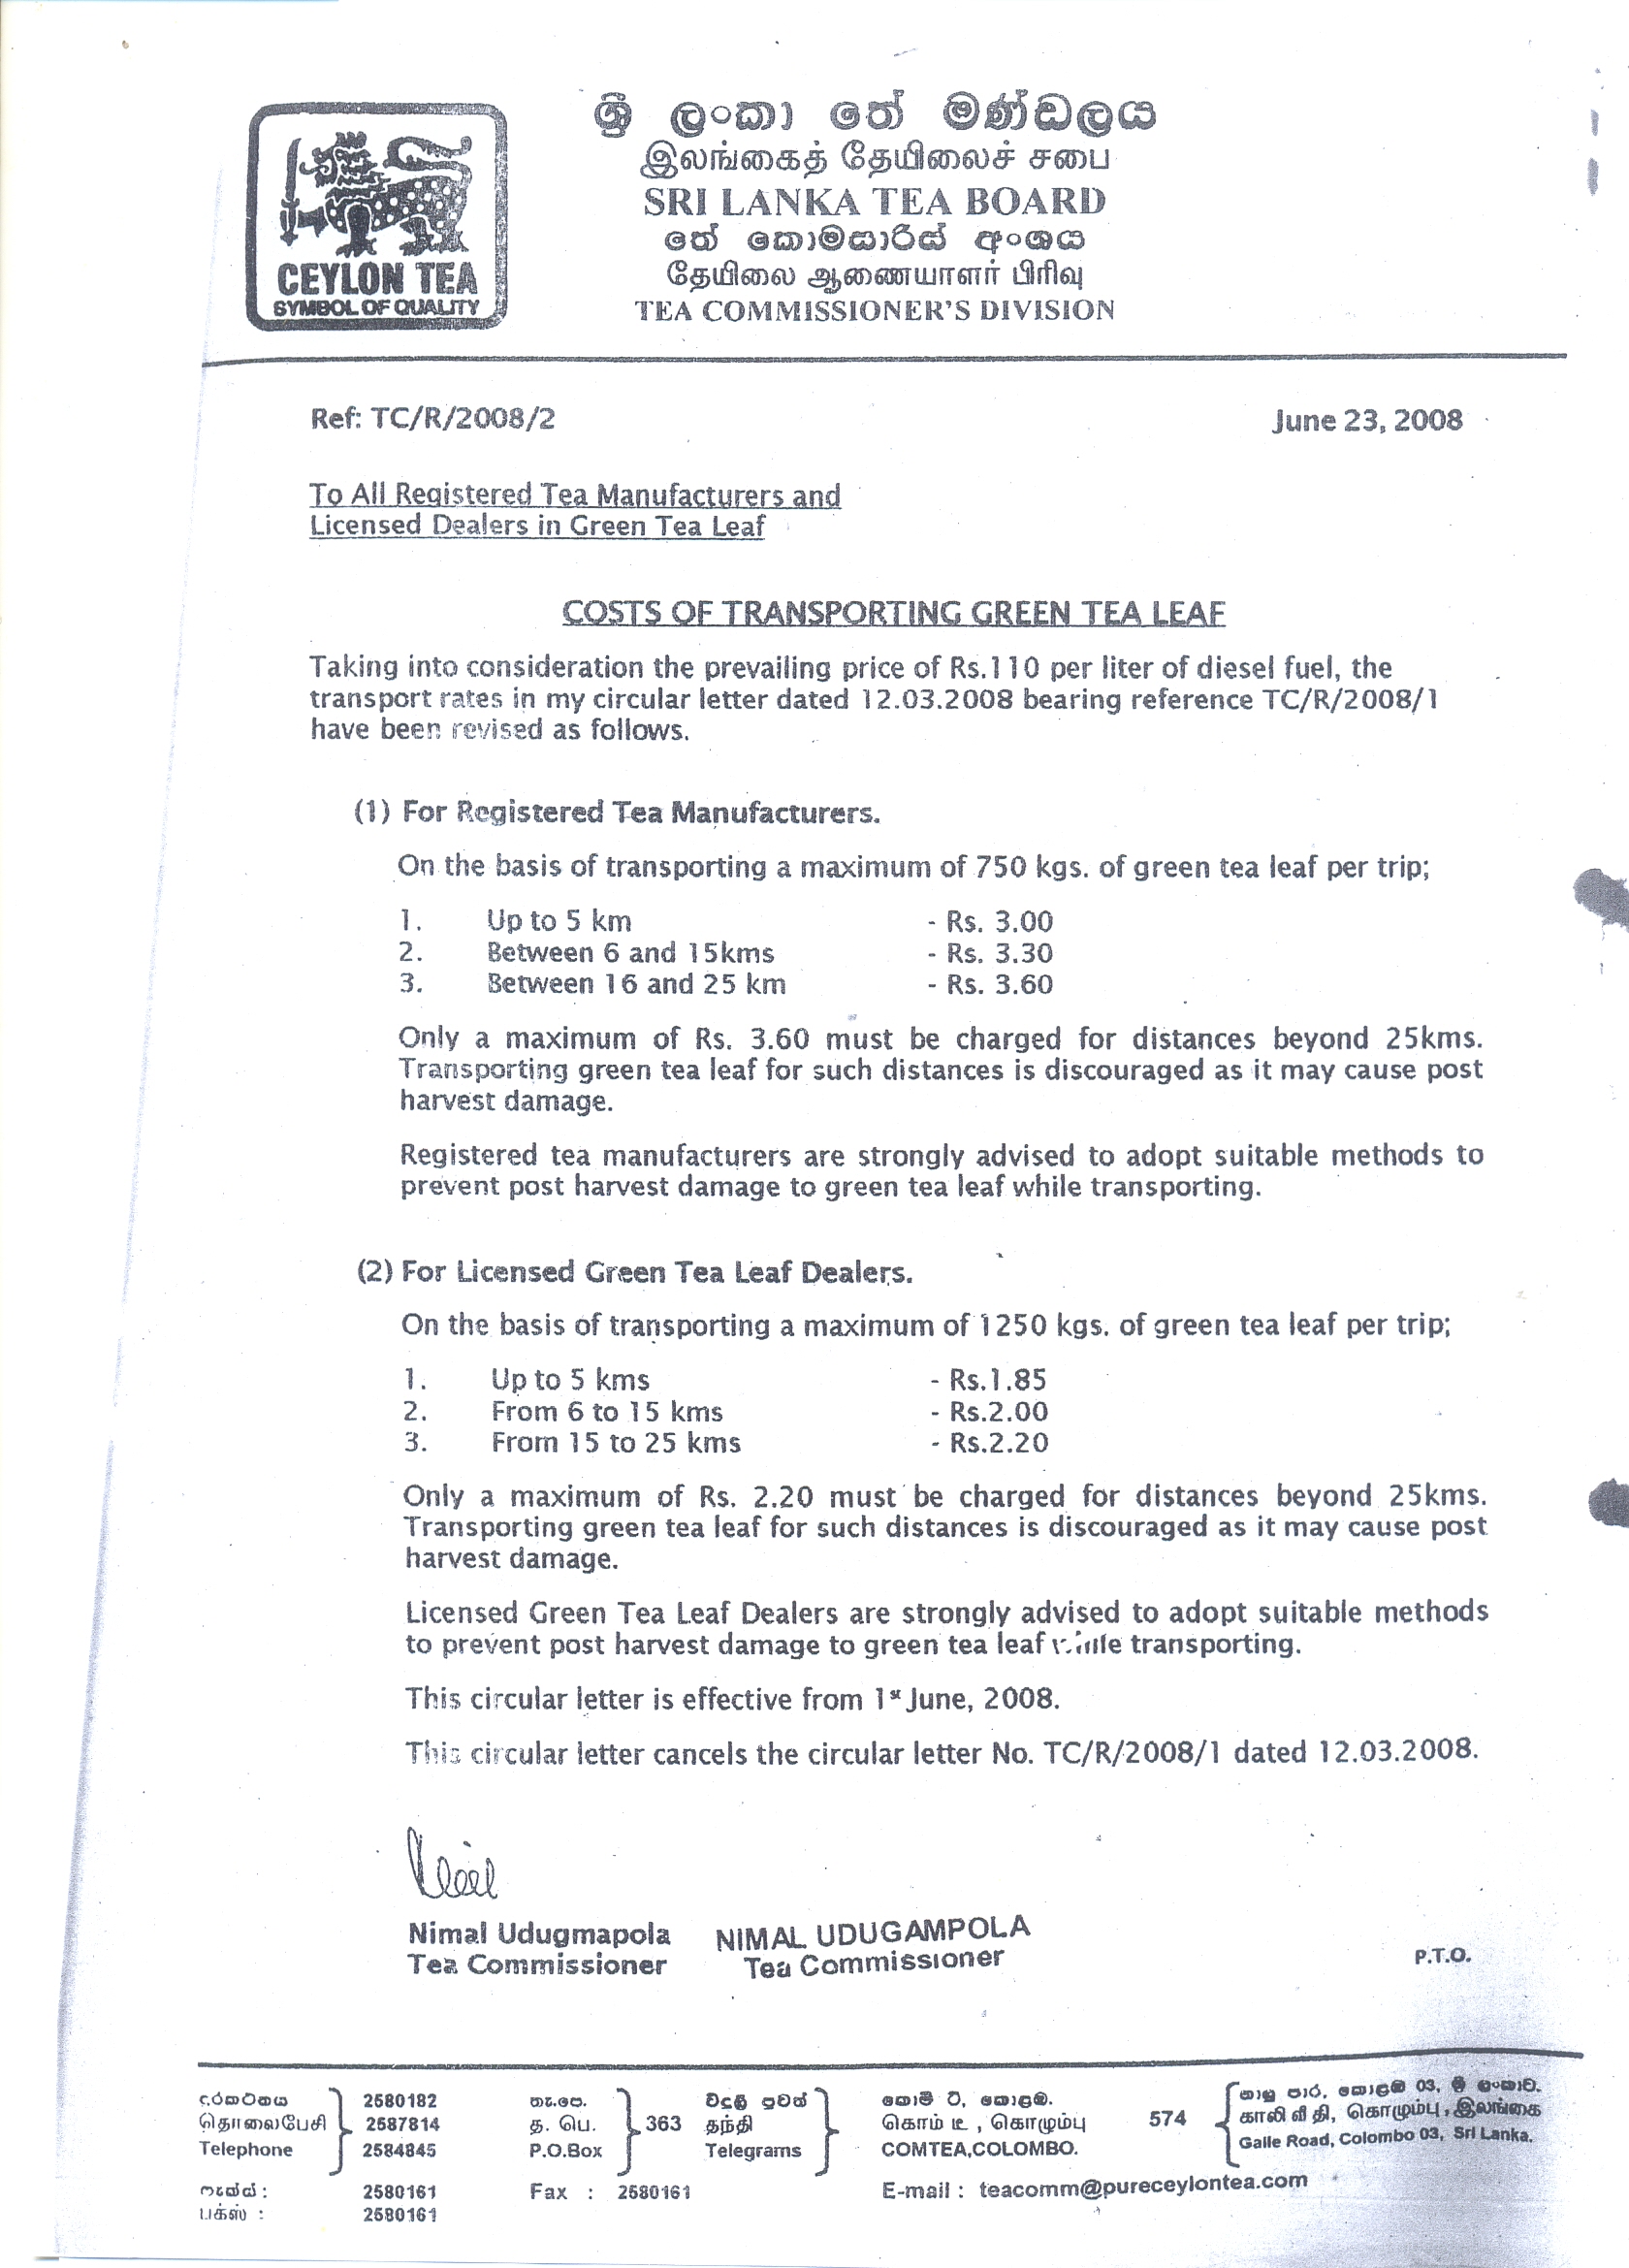 ශ්‍රී ලංකා තේ මණ්ඩලය
இலங்கைத் தேயிலைச் சபை
SRI LANKA TEA BOARD
තේ කොමසාරිස් අංශය
தேயிலை ஆணையாளர் பிரிவு
TEA COMMISSIONER'S DIVISION
CEYLON TEA
SYMBOL OF QUALITY
Ref: TC/R/2008/2 June 23, 2008
To All Registered Tea Manufacturers and
Licensed Dealers in Green Tea Leaf
COSTS OF TRANSPORTING GREEN TEA LEAF
Taking into consideration the prevailing price of Rs.110 per liter of diesel fuel, the
transport rates in my circular letter dated 12.03.2008 bearing reference TC/R/2008/1
have been revised as follows.
(1) For Registered Tea Manufacturers.
On the basis of transporting a maximum of 750 kgs. of green tea leaf per trip;
1. Up to 5 km - Rs. 3.00
2. Between 6 and 15kms - Rs. 3.30
3. Between 16 and 25 km - Rs. 3.60
Only a maximum of Rs. 3.60 must be charged for distances beyond 25kms.
Transporting green tea leaf for such distances is discouraged as it may cause post
harvest damage.
Registered tea manufacturers are strongly advised to adopt suitable methods to
prevent post harvest damage to green tea leaf while transporting.
(2) For Licensed Green Tea Leaf Dealers.
On the basis of transporting a maximum of 1250 kgs. of green tea leaf per trip;
1. Up to 5 kms - Rs.1.85
2. From 6 to 15 kms - Rs.2.00
3. From 15 to 25 kms - Rs.2.20
Only a maximum of Rs. 2.20 must be charged for distances beyond 25kms.
Transporting green tea leaf for such distances is discouraged as it may cause post
harvest damage.
Licensed Green Tea Leaf Dealers are strongly advised to adopt suitable methods
to prevent post harvest damage to green tea leaf while transporting.
This circular letter is effective from 1st June, 2008.
This circular letter cancels the circular letter No. TC/R/2008/1 dated 12.03.2008.
Nimal Udugmapola NIMAL UDUGAMPOLA
Tea Commissioner Tea Commissioner P.T.O.
දුරකථනය 2580182 තැ.පෙ. විදුලි පුවත් කොම් ටී, කොළඹ. ගාලු පාර, කොළඹ 03, ශ්‍රී ලංකාව.
தொலைபேசி 2587814 த. பெ. 363 தந்தி கொம் டீ, கொழும்பு 574 காலி வீதி, கொழும்பு, இலங்கை
Telephone 2584845 P.O.Box Telegrams COMTEA,COLOMBO. Galle Road, Colombo 03, Sri Lanka.
ෆැක්ස් : 2580161 Fax : 2580161 E-mail : teacomm@pureceylontea.com
பக்ஸ் : 2580161